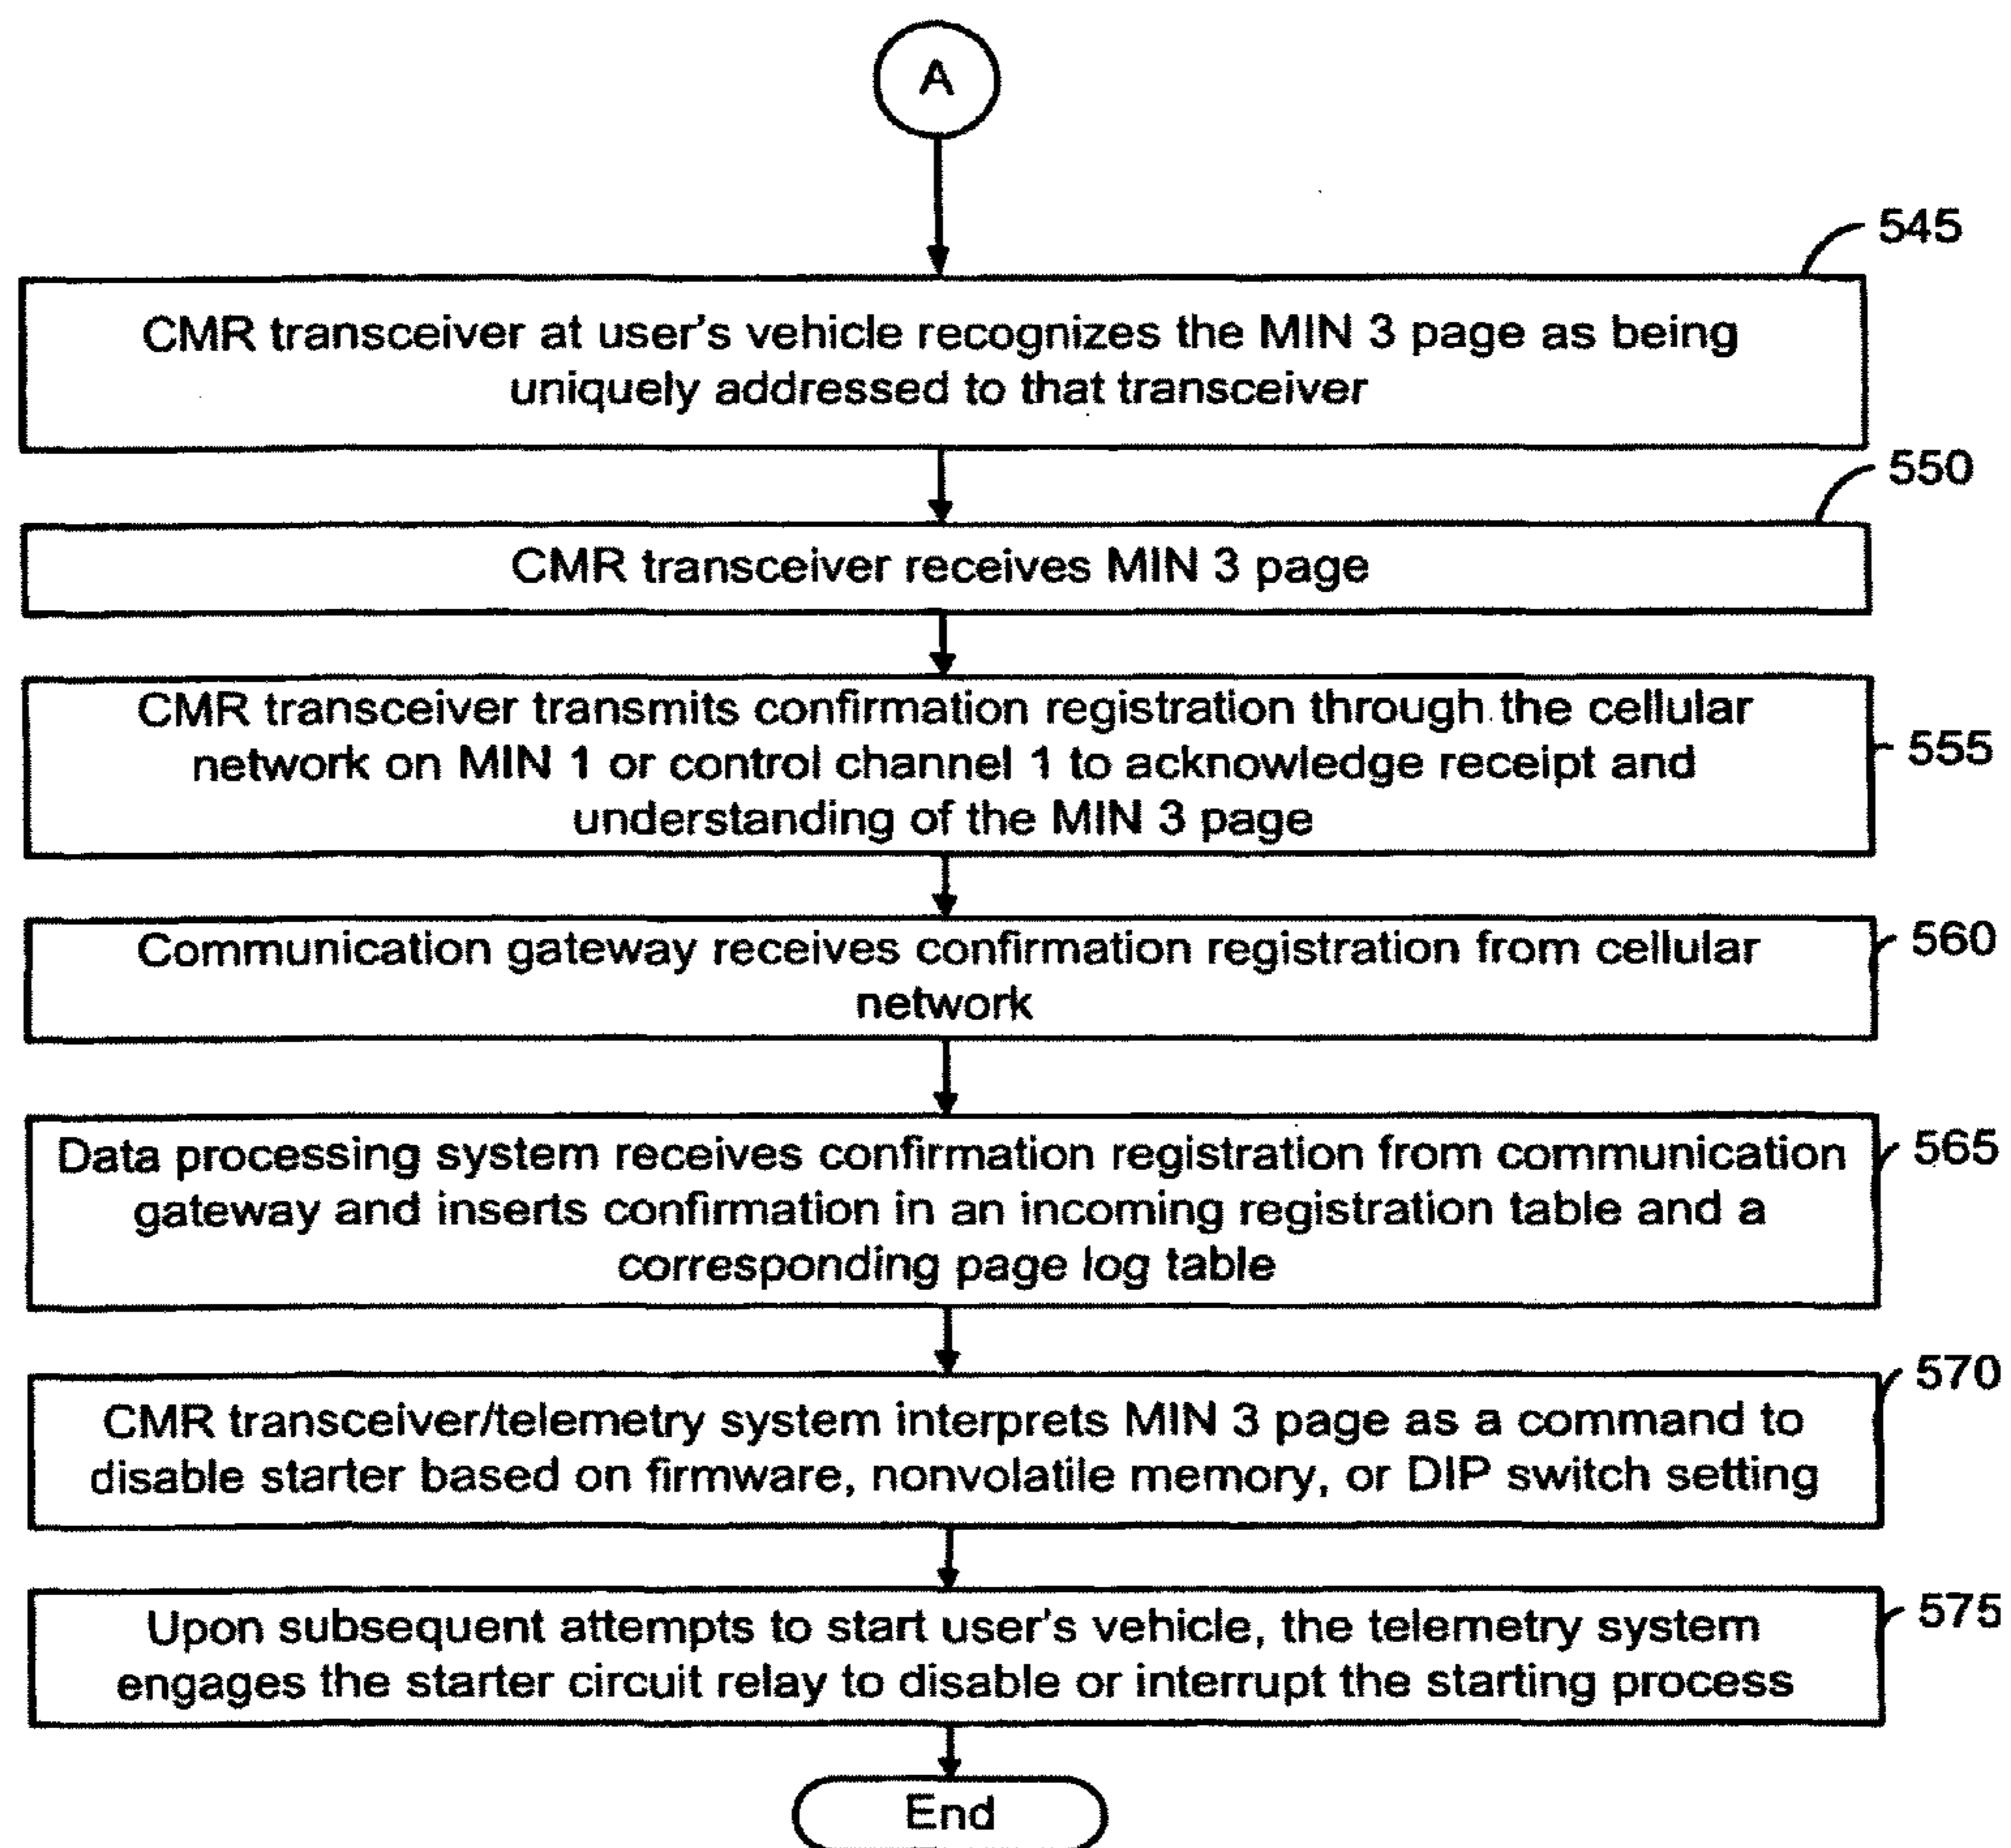 A
545
CMR transceiver at user's vehicle recognizes the MIN 3 page as being
uniquely addressed to that transceiver
550
CMR transceiver receives MIN 3 page
CMR transceiver transmits confirmation registration through the cellular
network on MIN 1 or control channel 1 to acknowledge receipt and
understanding of the MIN 3 page
555
Communication gateway receives confirmation registration from cellular
network
560
Data processing system receives confirmation registration from communication
gateway and inserts confirmation in an incoming registration table and a
corresponding page log table
565
CMR transceiver/telemetry system interprets MIN 3 page as a command to
disable starter based on firmware, nonvolatile memory, or DIP switch setting
570
Upon subsequent attempts to start user's vehicle, the telemetry system
engages the starter circuit relay to disable or interrupt the starting process
575
End